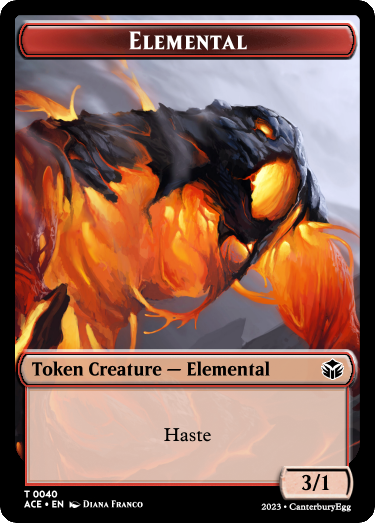 Elemental
Token Creature — Elemental
Haste
3/1
T 0040
ACE • EN Diana Franco
2023 • CanterburyEgg